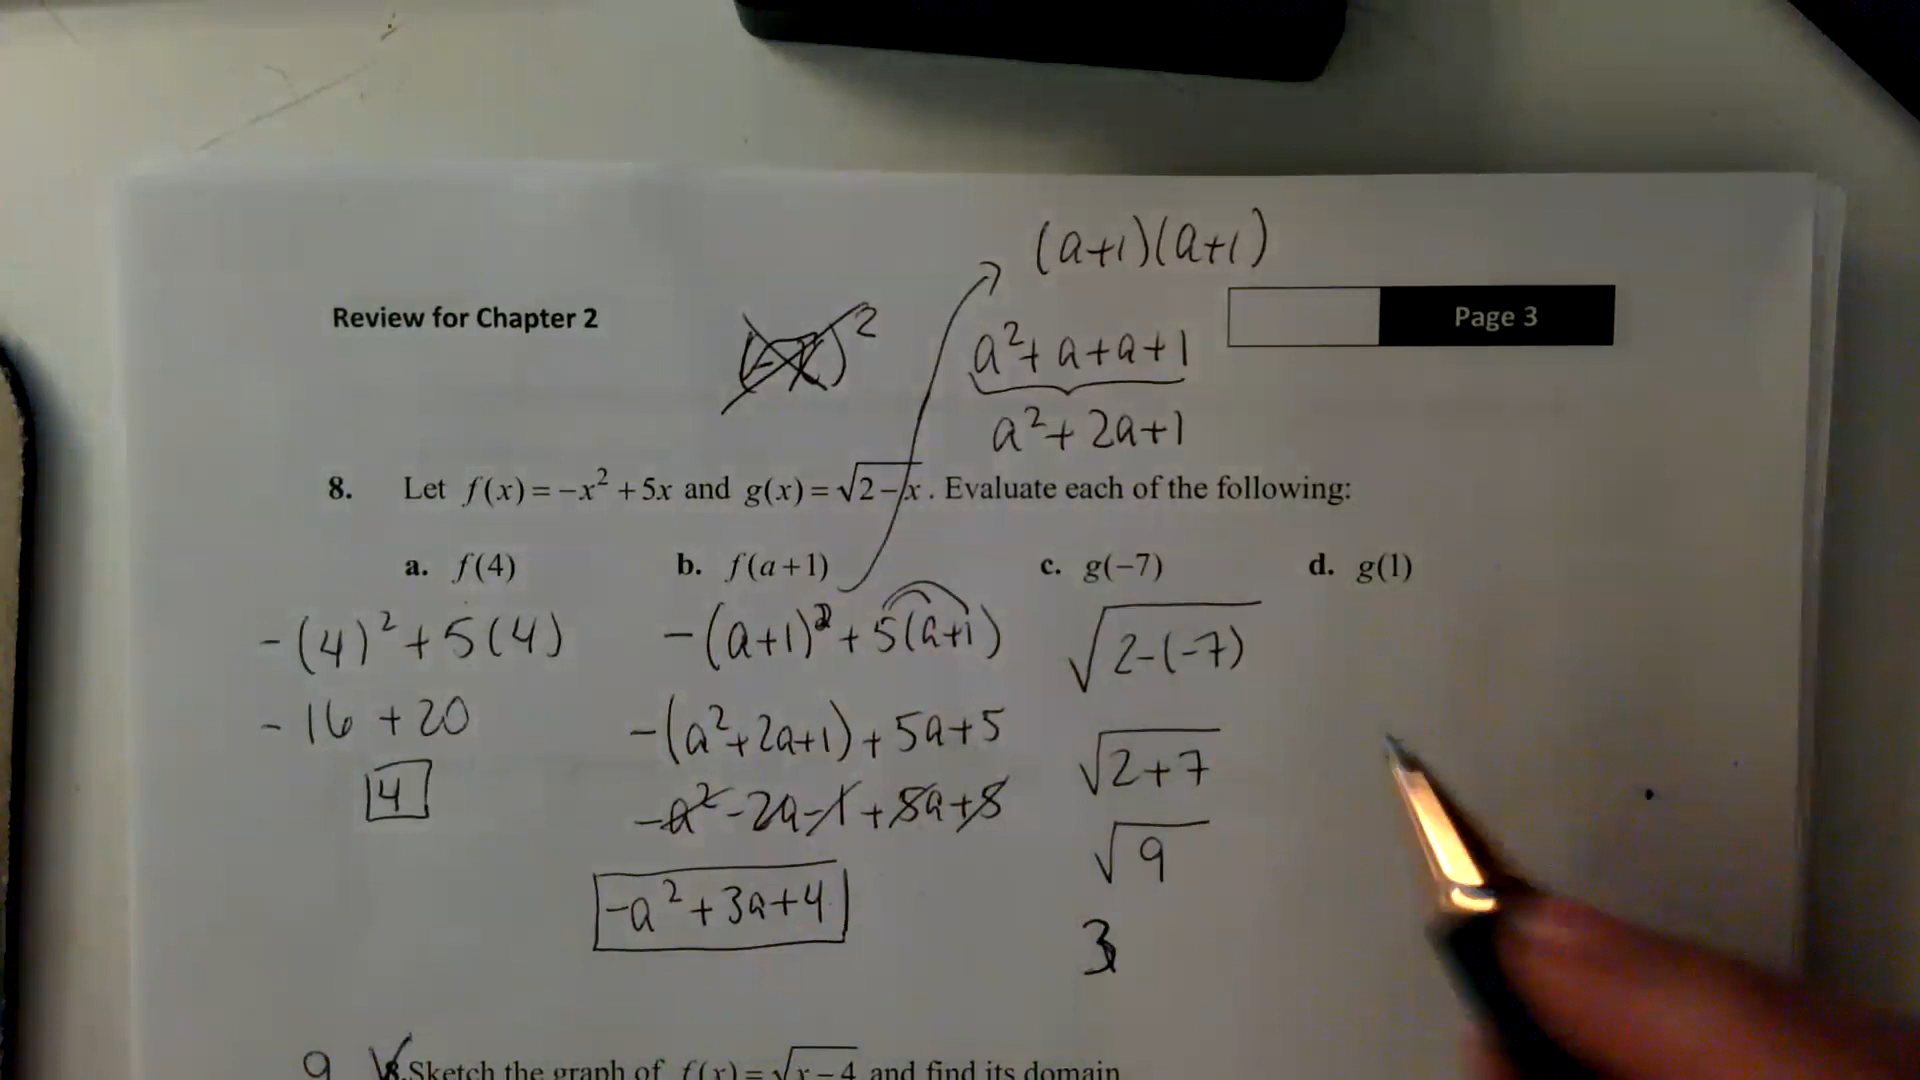 (a+1)(a+1)
Review for Chapter 2
Page 3
a²+a+a+1
a²+2a+1
8. Let f(x)=−x²+5x and g(x)=√(2−x). Evaluate each of the following:
a. f(4) b. f(a+1) c. g(−7) d. g(1)
-(4)²+5(4) -(a+1)²+5(a+1) √(2-(-7))
-16+20 -(a²+2a+1)+5a+5 √(2+7)
4 -a²-2a-1+5a+5 √9
-a²+3a+4 3
9 8. Sketch the graph of f(x)=√(x−4) and find its domain